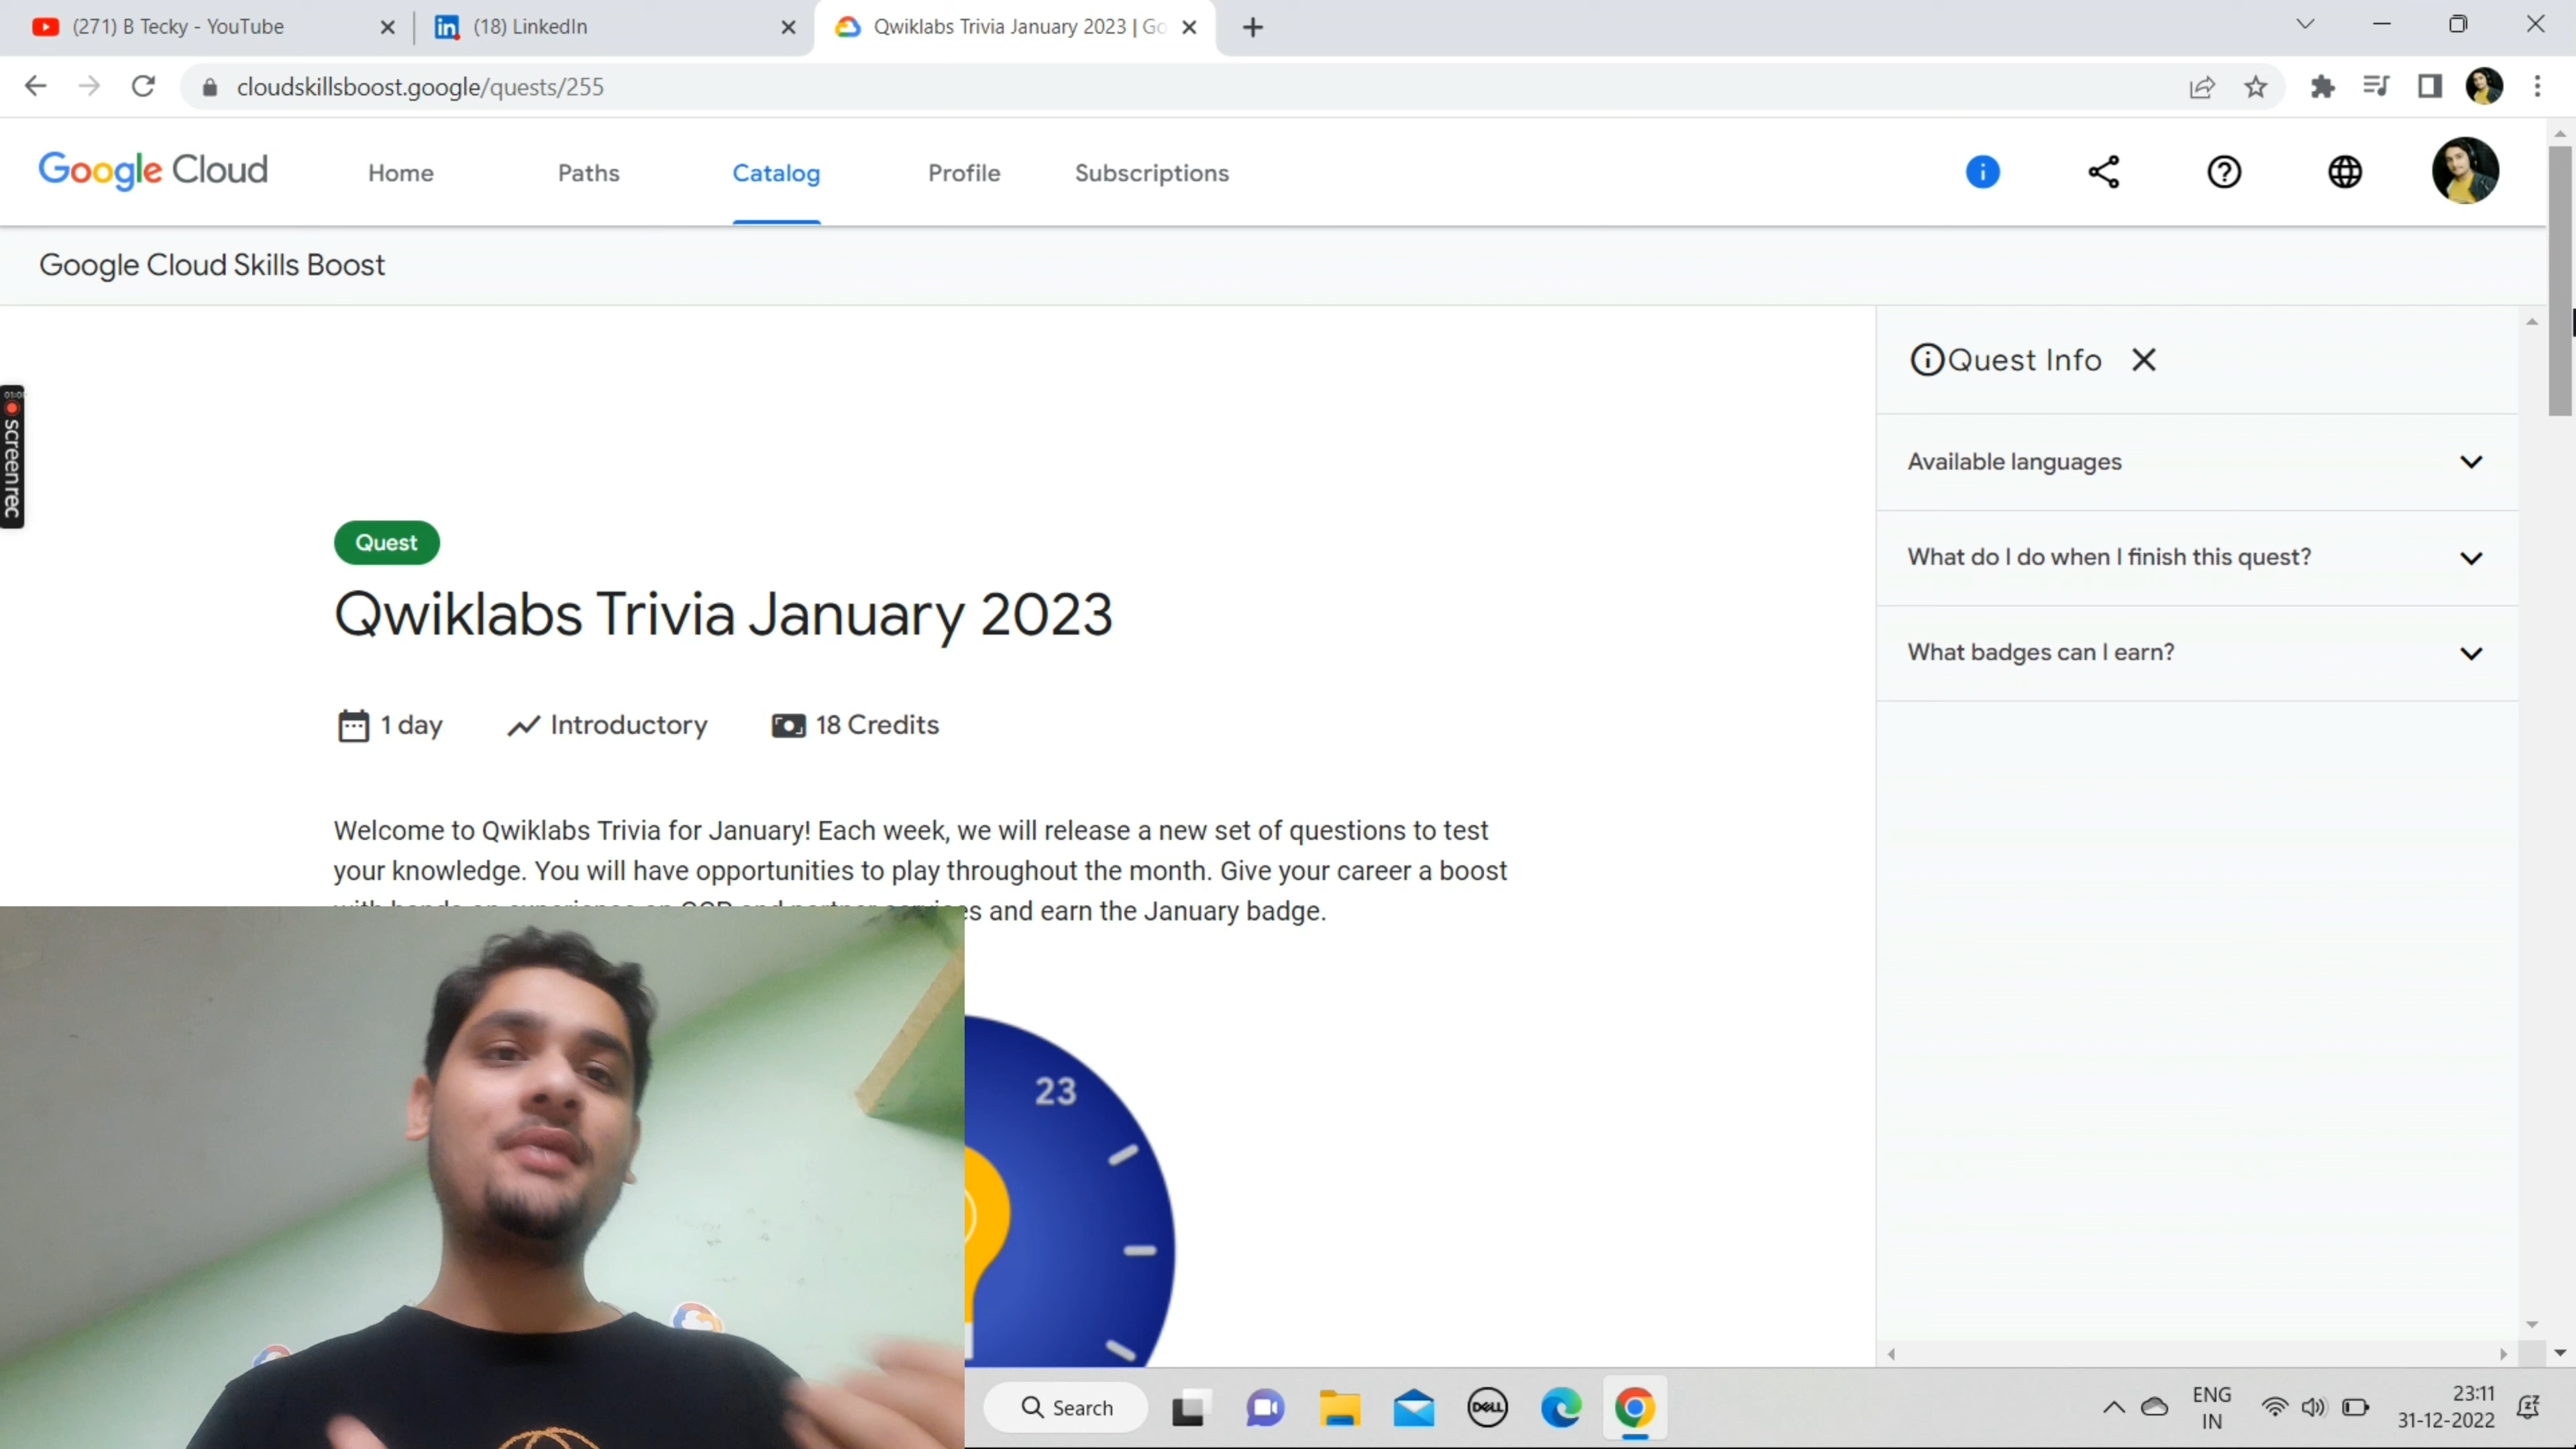 (271) B Tecky - YouTube
(18) LinkedIn
Qwiklabs Trivia January 2023 | Go
cloudskillsboost.google/quests/255
Google Cloud
Home
Paths
Catalog
Profile
Subscriptions
Google Cloud Skills Boost
Quest Info
Available languages
What do I do when I finish this quest?
What badges can I earn?
screenrec
Quest
Qwiklabs Trivia January 2023
1 day
Introductory
18 Credits
Welcome to Qwiklabs Trivia for January! Each week, we will release a new set of questions to test
your knowledge. You will have opportunities to play throughout the month. Give your career a boost
and earn the January badge.
23
Search
DELL
ENG
IN
23:11
31-12-2022